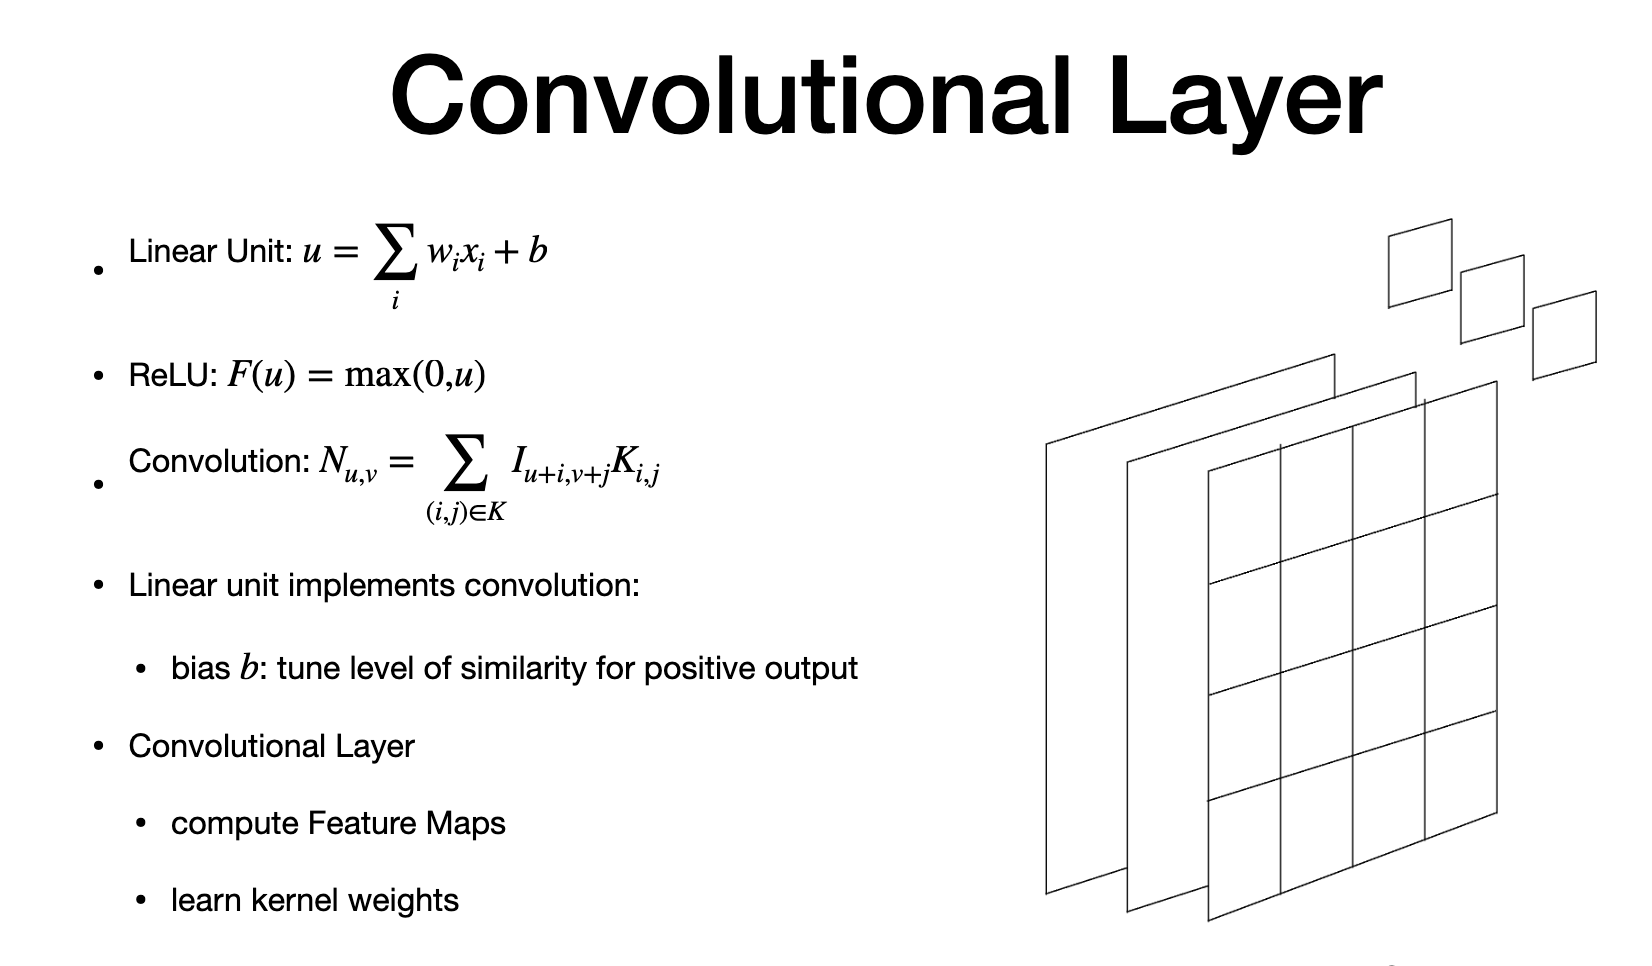 Convolutional Layer
• Linear Unit: $u = \sum_{i} w_i x_i + b$
• ReLU: $F(u) = \max(0,u)$
• Convolution: $N_{u,v} = \sum_{(i,j) \in K} I_{u+i,v+j} K_{i,j}$
• Linear unit implements convolution:
• bias $b$: tune level of similarity for positive output
• Convolutional Layer
• compute Feature Maps
• learn kernel weights